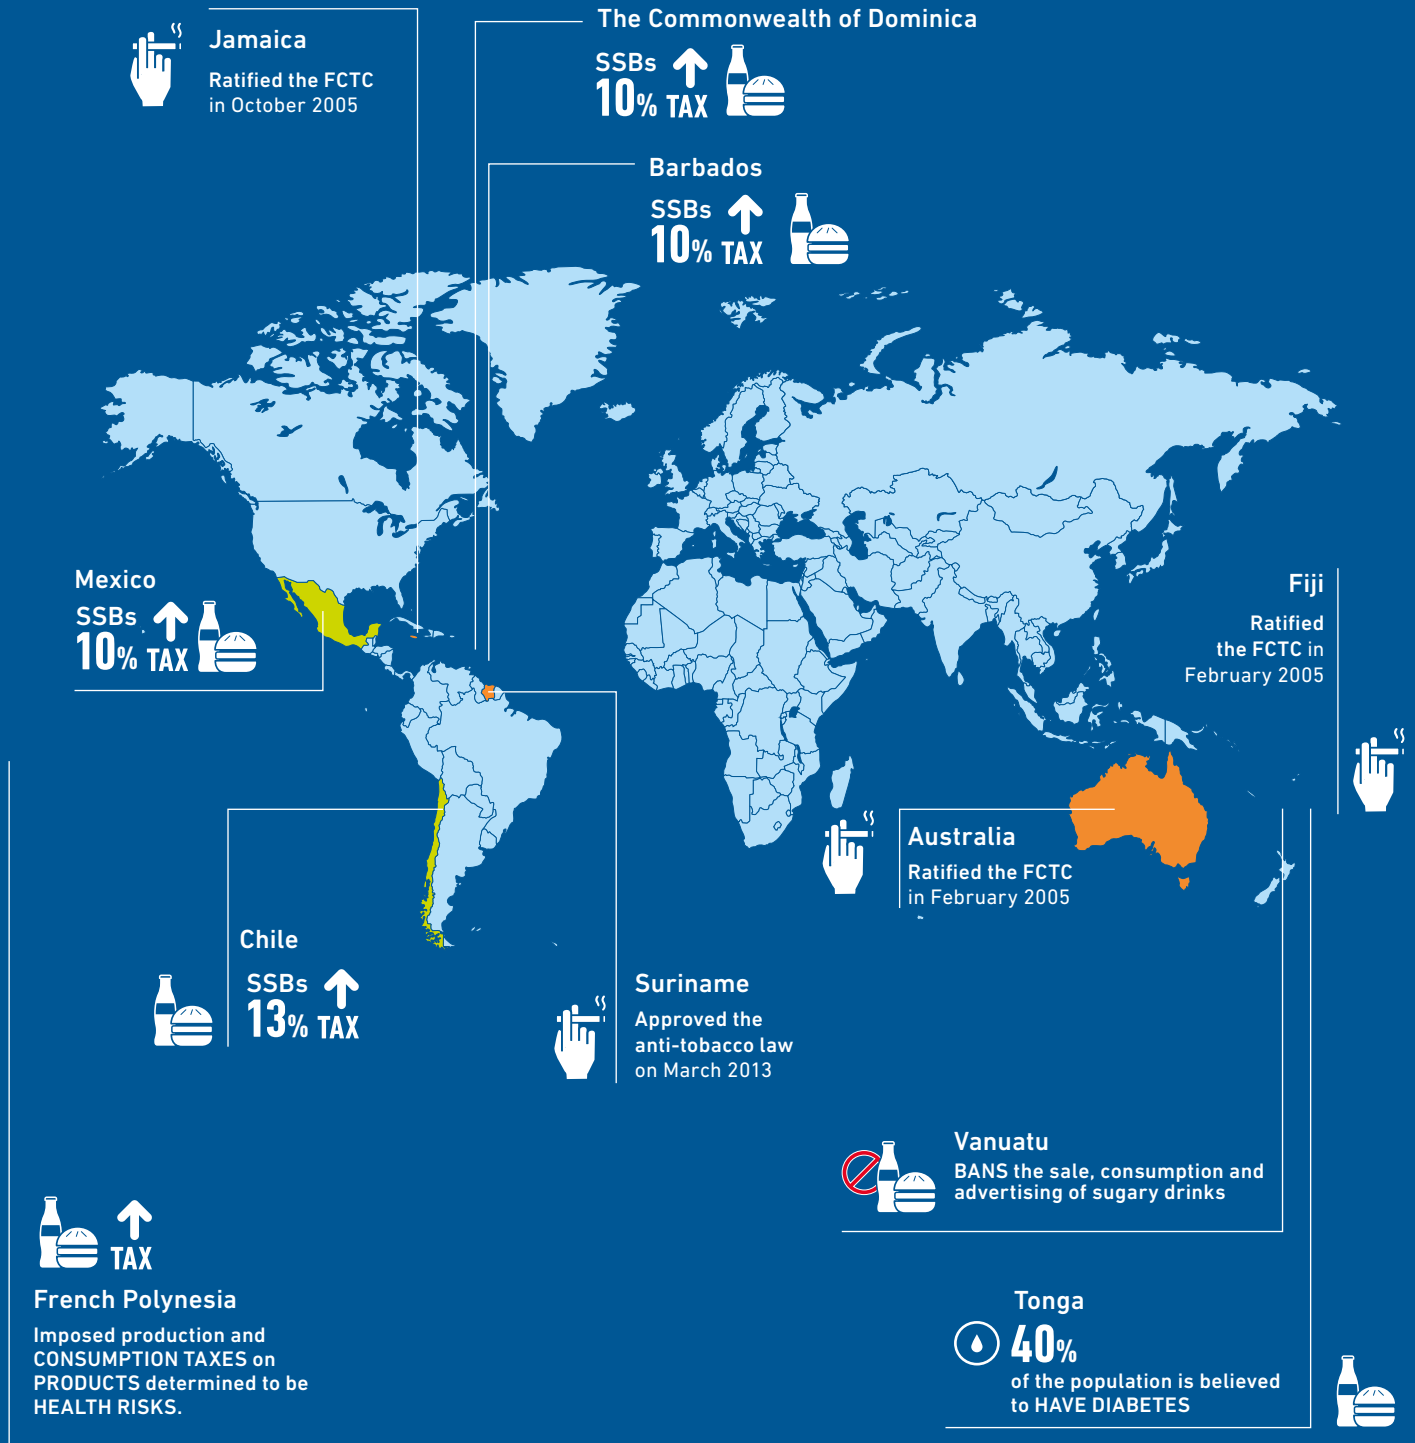 Jamaica
Ratified the FCTC
in October 2005
The Commonwealth of Dominica
SSBs
10% TAX
Barbados
SSBs
10% TAX
Mexico
SSBs
10% TAX
Fiji
Ratified
the FCTC in
February 2005
Australia
Ratified the FCTC
in February 2005
Chile
SSBs
13% TAX
Suriname
Approved the
anti-tobacco law
on March 2013
Vanuatu
BANS the sale, consumption and
advertising of sugary drinks
TAX
French Polynesia
Imposed production and
CONSUMPTION TAXES on
PRODUCTS determined to be
HEALTH RISKS.
Tonga
40%
of the population is believed
to HAVE DIABETES